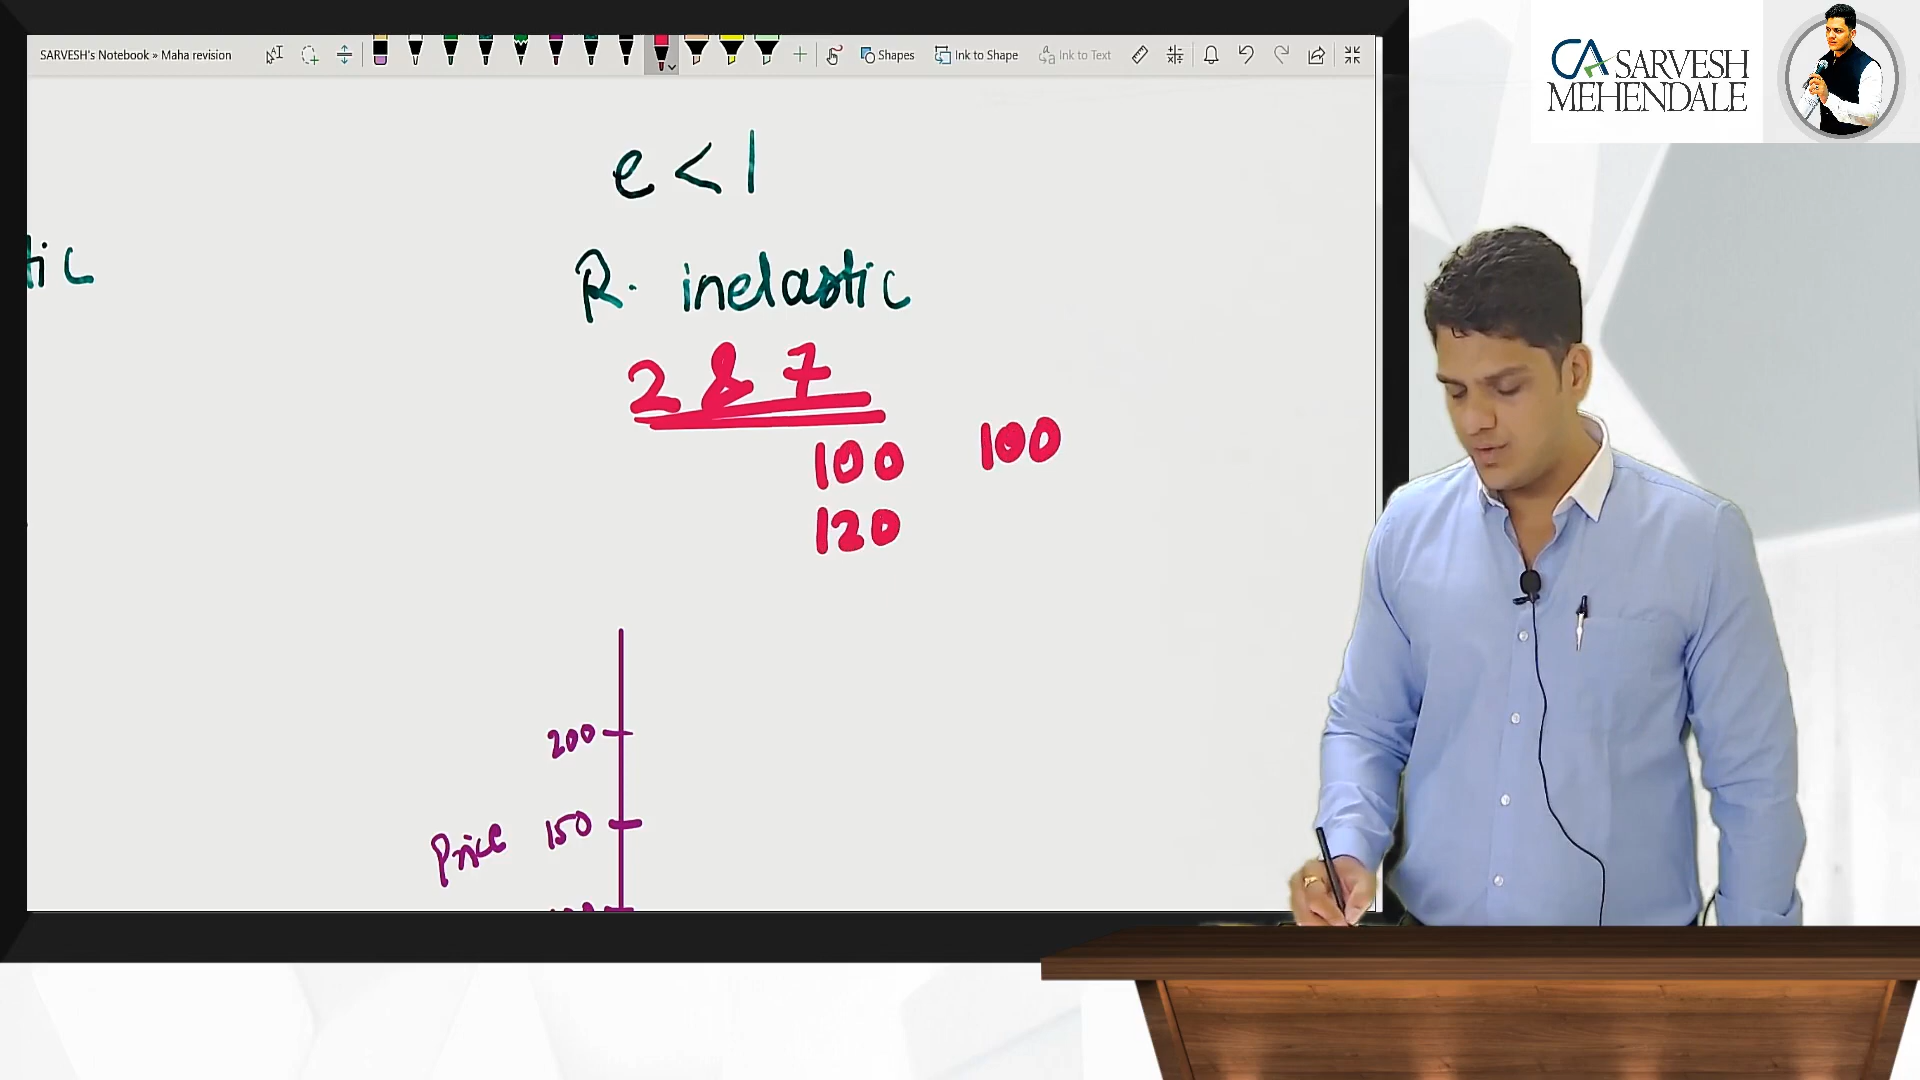 SARVESH's Notebook » Maha revision
Shapes
Ink to Shape
Ink to Text
CA SARVESH
MEHENDALE
e < 1
tic
R. inelastic
2 & 7
100 100
120
200
Price 150